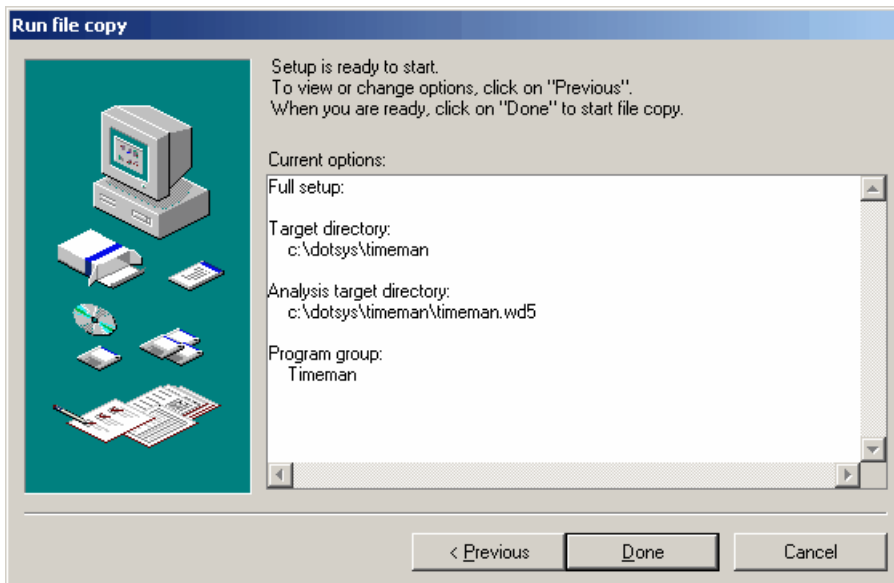 Run file copy
Setup is ready to start.
To view or change options, click on "Previous".
When you are ready, click on "Done" to start file copy.
Current options:
Full setup:
Target directory:
c:\dotsys\timeman
Analysis target directory:
c:\dotsys\timeman\timeman.wd5
Program group:
Timeman
< Previous
Done
Cancel